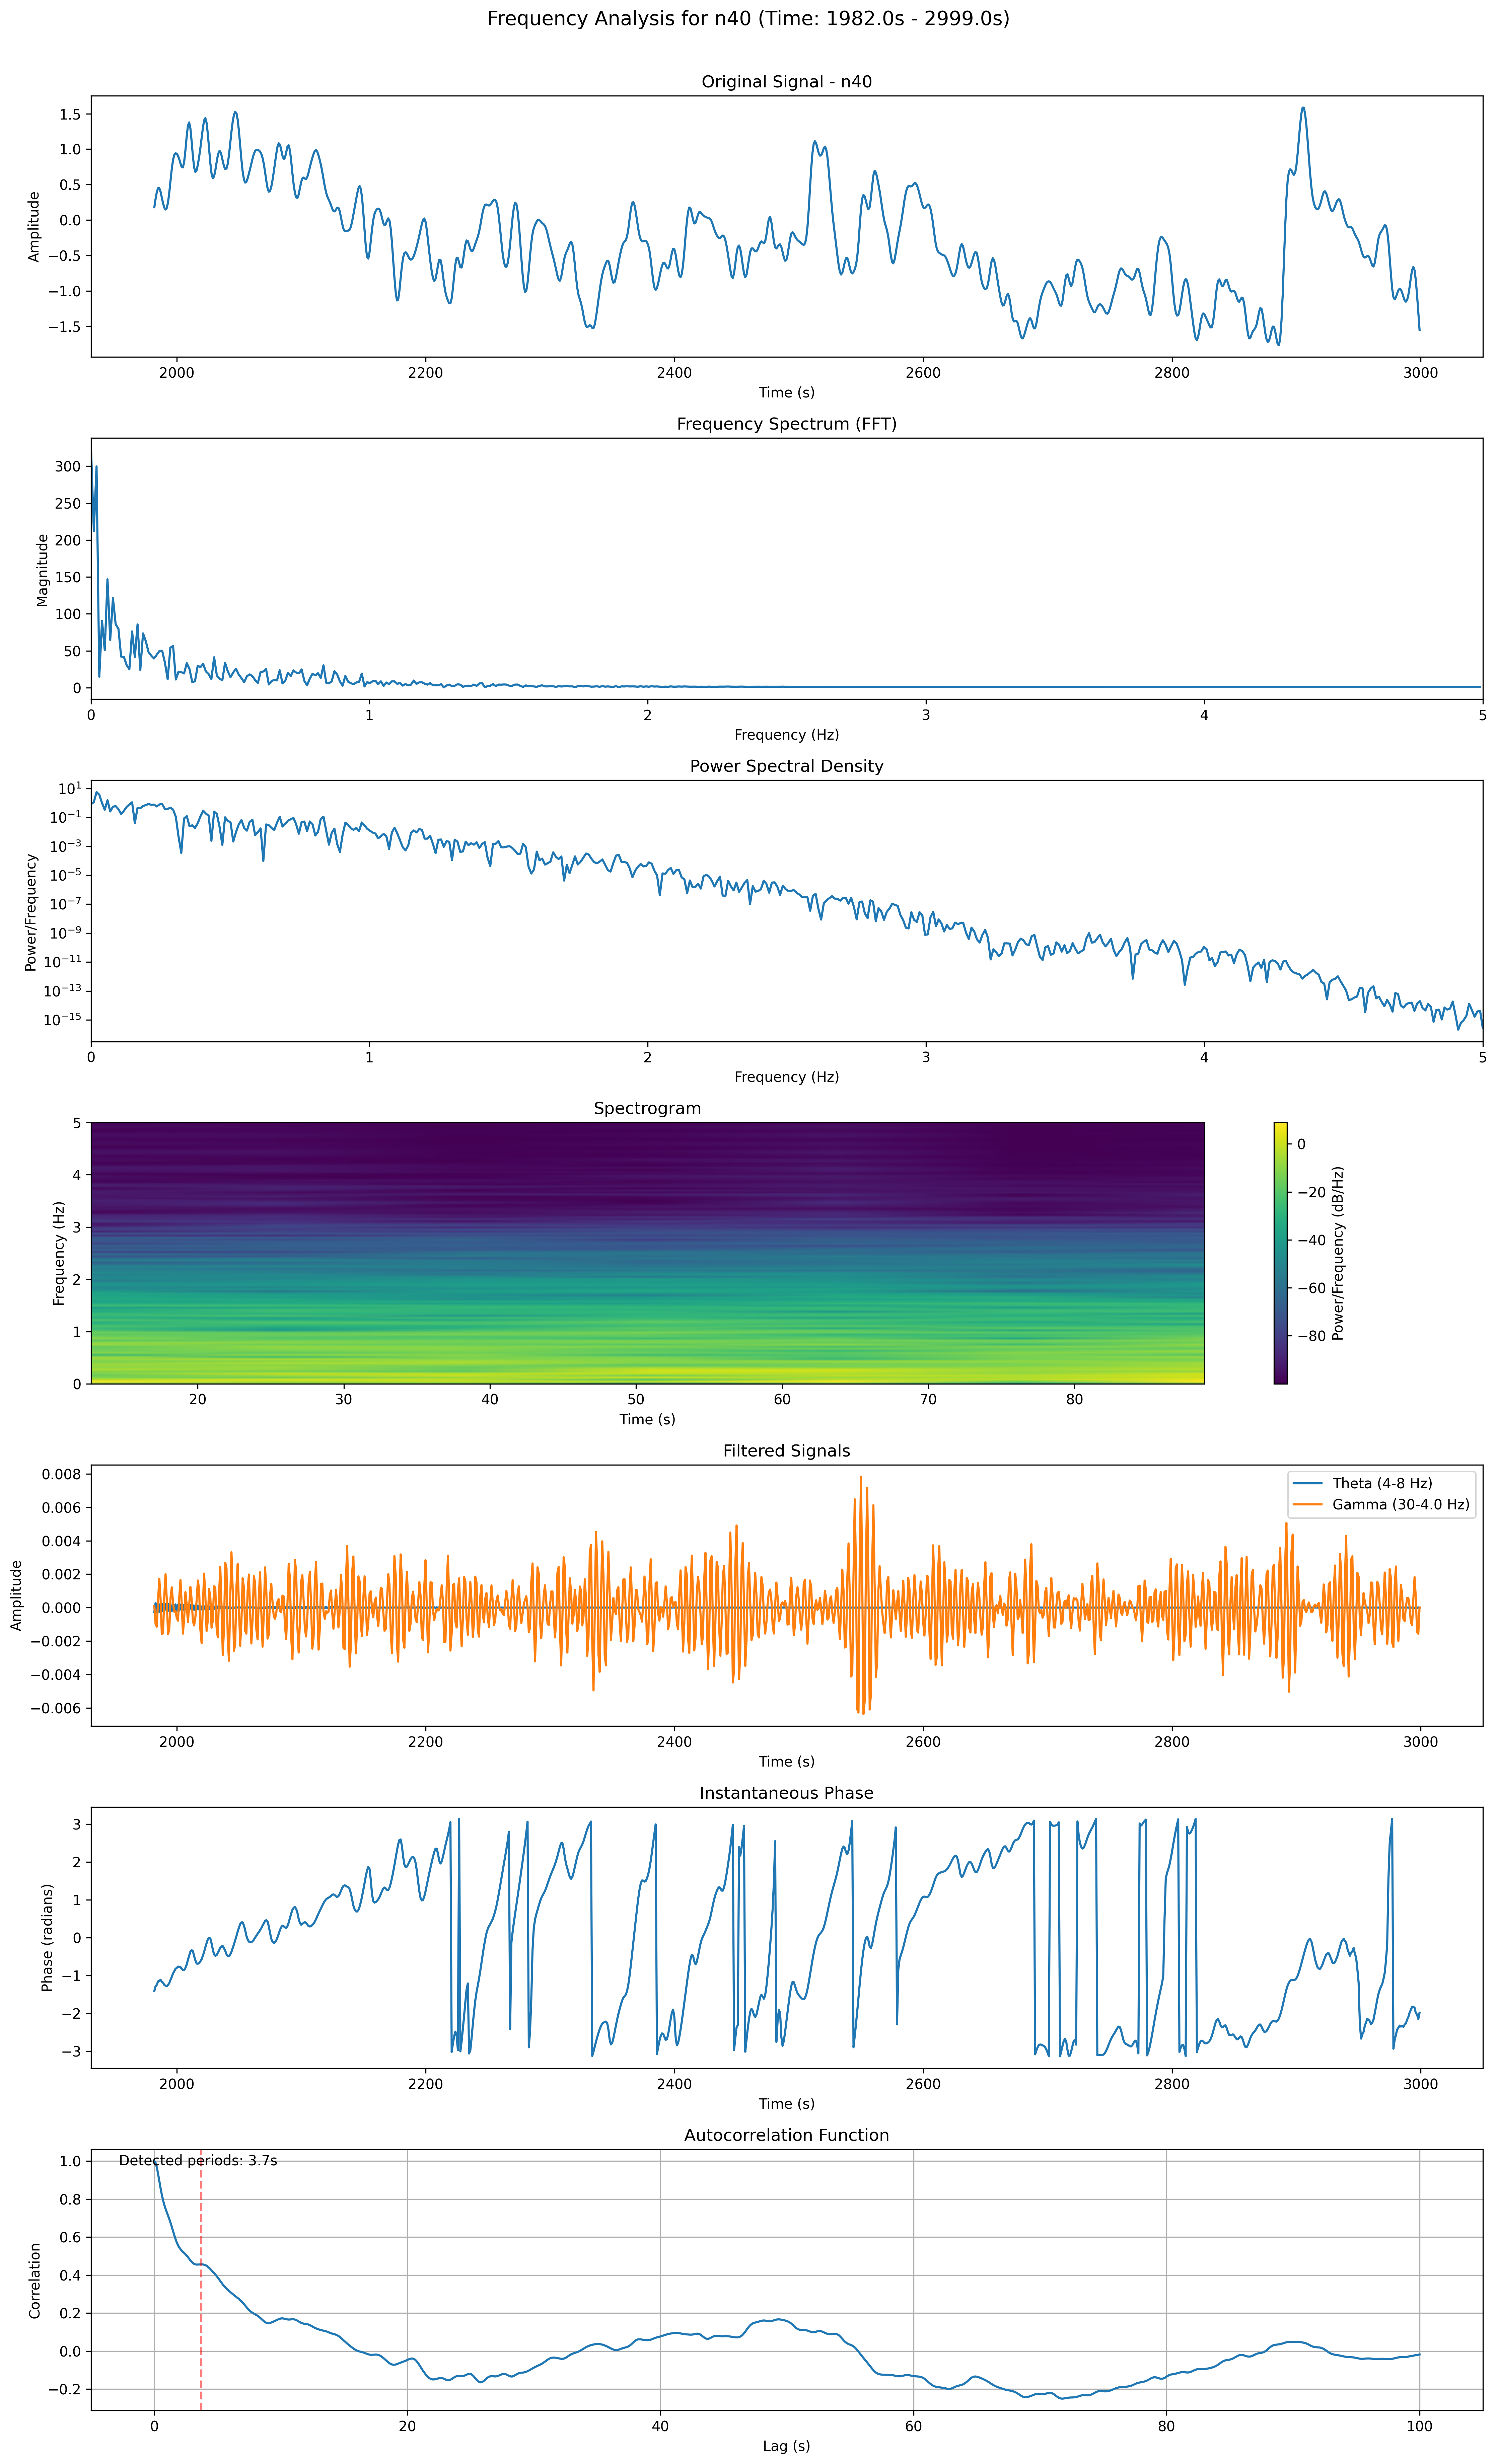 Frequency Analysis for n40 (Time: 1982.0s - 2999.0s)
Original Signal - n40
Amplitude
1.5
1.0
0.5
0.0
−0.5
−1.0
−1.5
2000 2200 2400 2600 2800 3000
Time (s)
Frequency Spectrum (FFT)
Magnitude
300
250
200
150
100
50
0
0 1 2 3 4 5
Frequency (Hz)
Power Spectral Density
Power/Frequency
10¹
10⁻¹
10⁻³
10⁻⁵
10⁻⁷
10⁻⁹
10⁻¹¹
10⁻¹³
10⁻¹⁵
0 1 2 3 4 5
Frequency (Hz)
Spectrogram
Frequency (Hz)
5
4
3
2
1
0
20 30 40 50 60 70 80
Time (s)
0
−20
−40
−60
−80
Power/Frequency (dB/Hz)
Filtered Signals
Amplitude
0.008
0.006
0.004
0.002
0.000
−0.002
−0.004
−0.006
Theta (4-8 Hz)
Gamma (30-4.0 Hz)
2000 2200 2400 2600 2800 3000
Time (s)
Instantaneous Phase
Phase (radians)
3
2
1
0
−1
−2
−3
2000 2200 2400 2600 2800 3000
Time (s)
Autocorrelation Function
Detected periods: 3.7s
Correlation
1.0
0.8
0.6
0.4
0.2
0.0
−0.2
0 20 40 60 80 100
Lag (s)